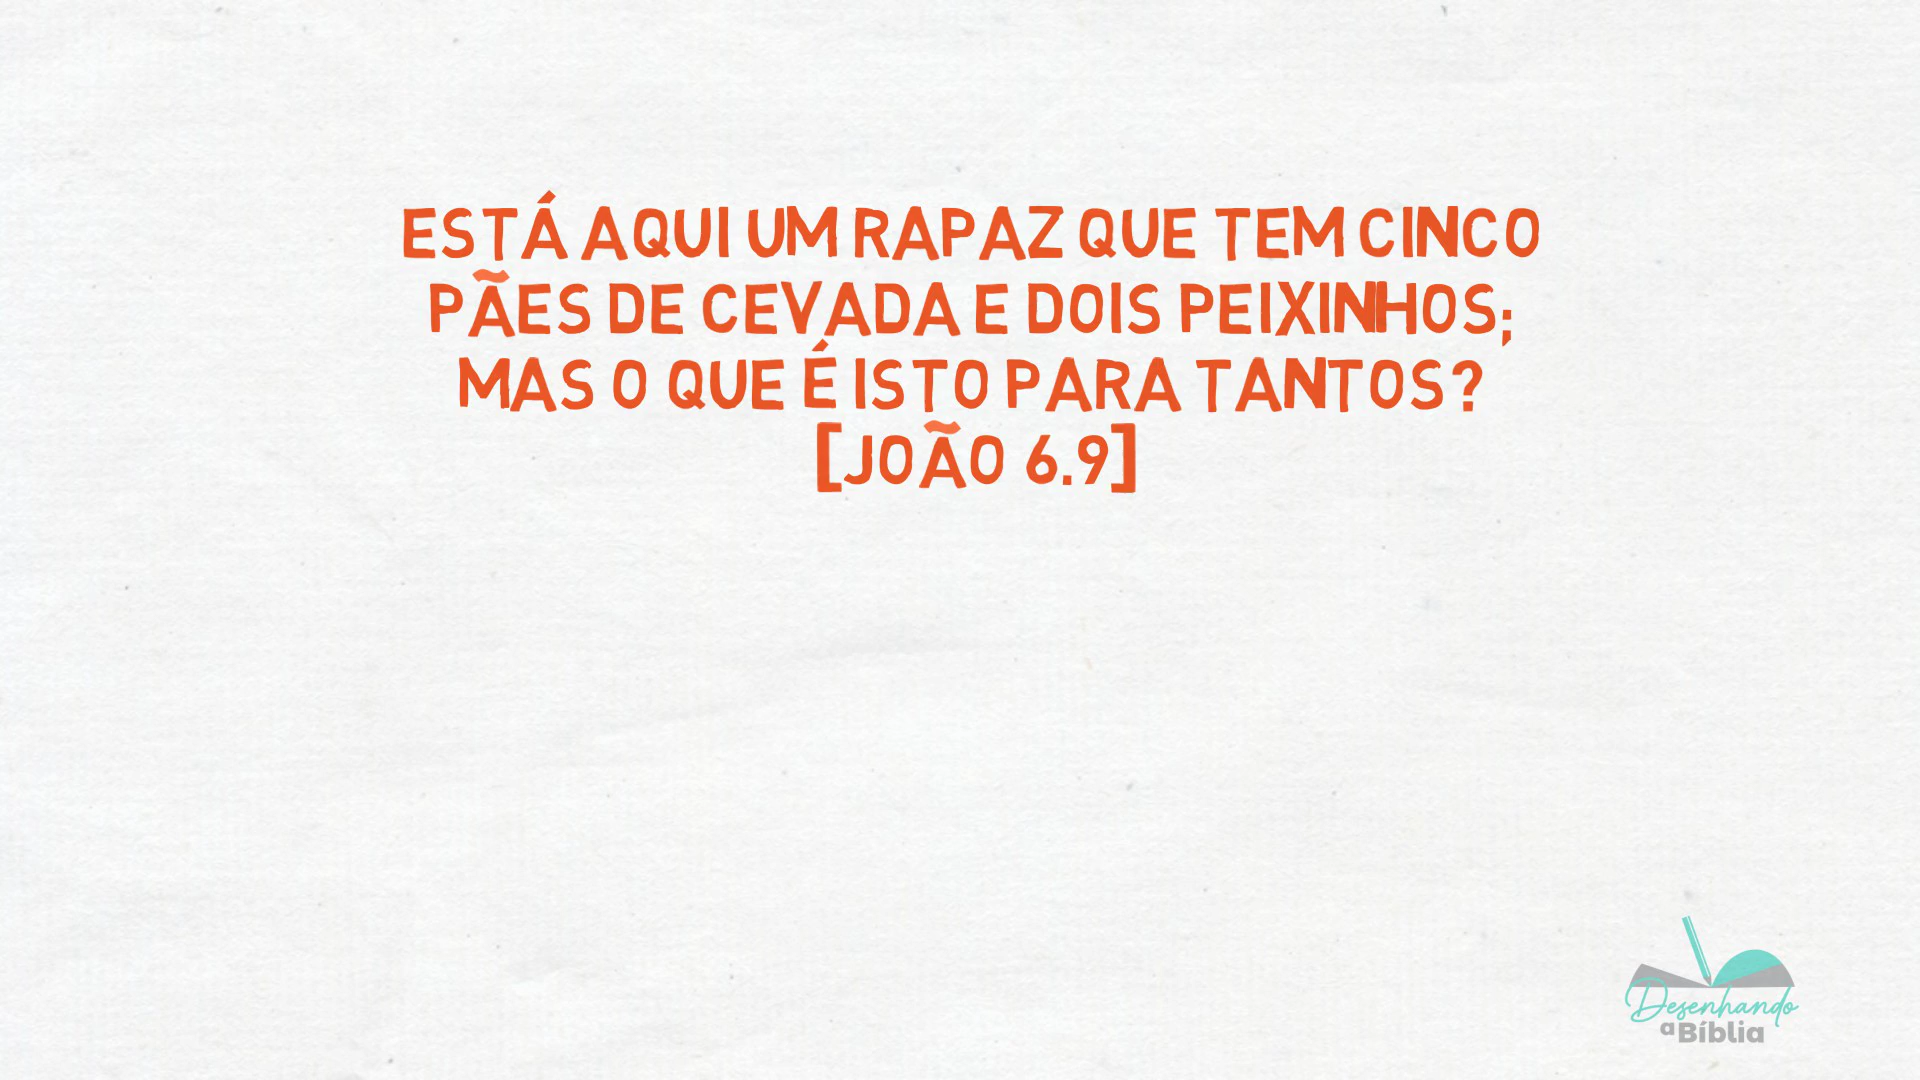 ESTÁ AQUI UM RAPAZ QUE TEM CINCO
PÃES DE CEVADA E DOIS PEIXINHOS;
MAS O QUE É ISTO PARA TANTOS?
[JOÃO 6.9]
Desenhando
a Bíblia